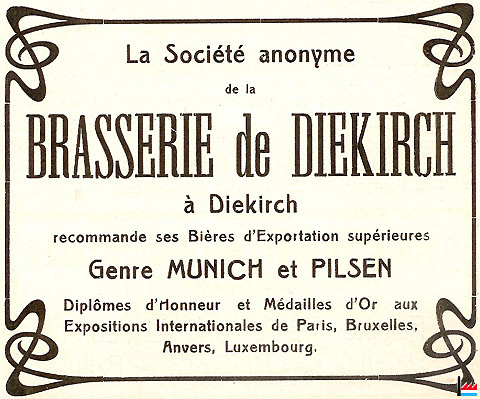 La Société anonyme
de la
BRASSERIE de DIEKIRCH
à Diekirch
recommande ses Bières d'Exportation supérieures
Genre MUNICH et PILSEN
Diplômes d'Honneur et Médailles d'Or aux
Expositions Internationales de Paris, Bruxelles,
Anvers, Luxembourg.